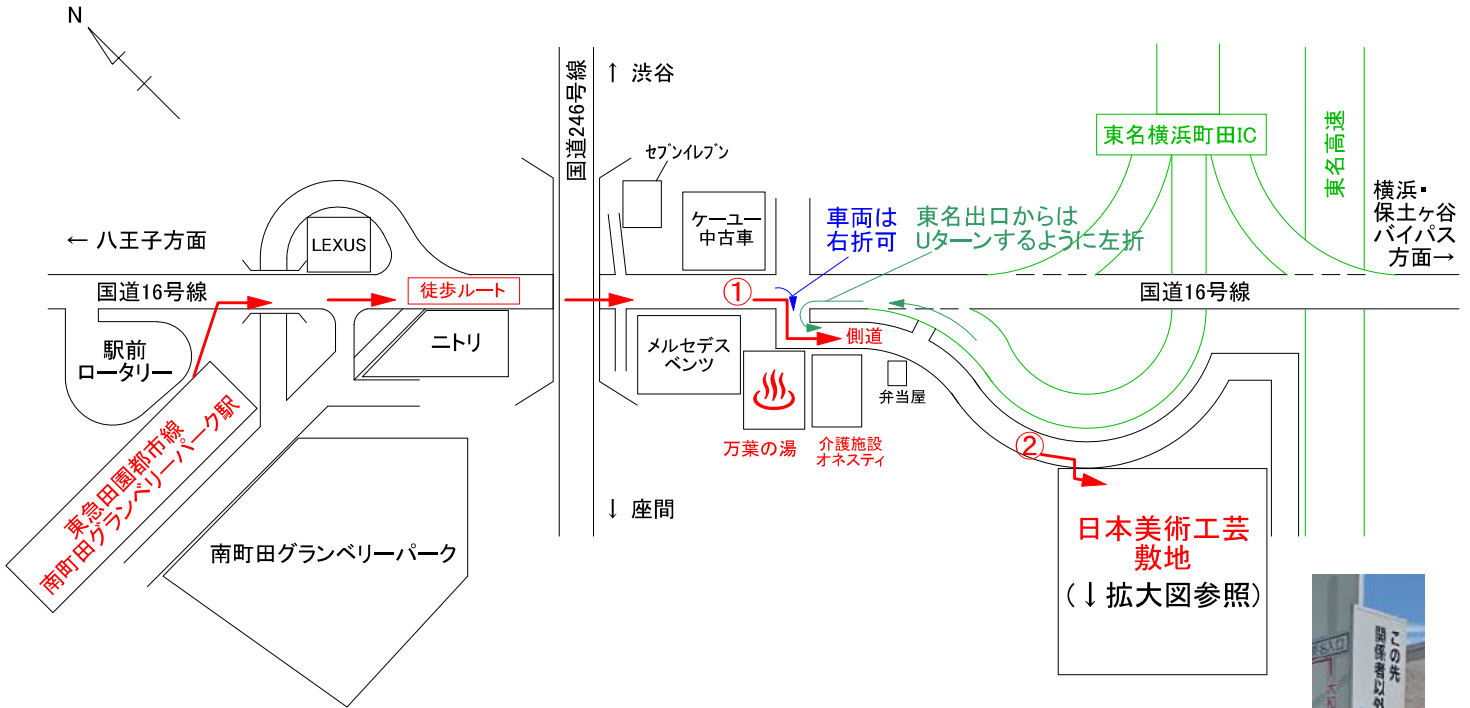 N
国道246号線
↑ 渋谷
東名横浜町田IC
東名高速
セブンイレブン
横浜・
保土ヶ谷
バイパス
方面→
ケーユー
中古車
車両は
右折可
東名出口からは
Uターンするように左折
← 八王子方面
LEXUS
国道16号線
徒歩ルート
①
国道16号線
駅前
ロータリー
ニトリ
メルセデス
ベンツ
側道
弁当屋
万葉の湯
介護施設
オネスティ
②
東急田園都市線
南町田グランベリーパーク駅
↓ 座間
南町田グランベリーパーク
日本美術工芸
敷地
(↓拡大図参照)
この先
関係者以外